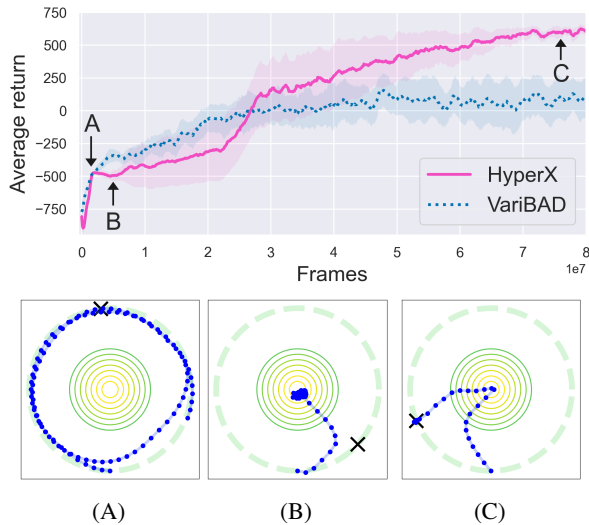 Average return
750
500
250
0
−250
−500
−750
A
B
C
HyperX
VariBAD
0 1 2 3 4 5 6 7 8
1e7
Frames
(A) (B) (C)